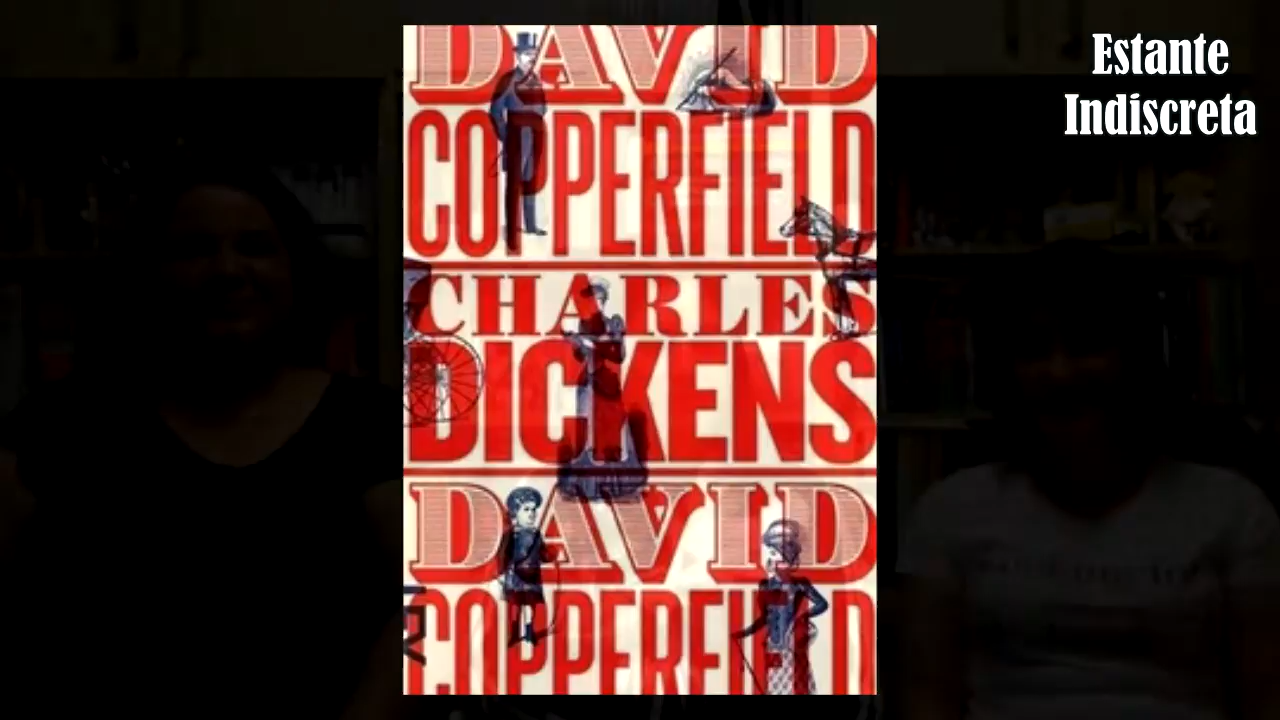 Estante
Indiscreta
DAVID
COPPERFIELD
CHARLES
DICKENS
DAVID
COPPERFIELD